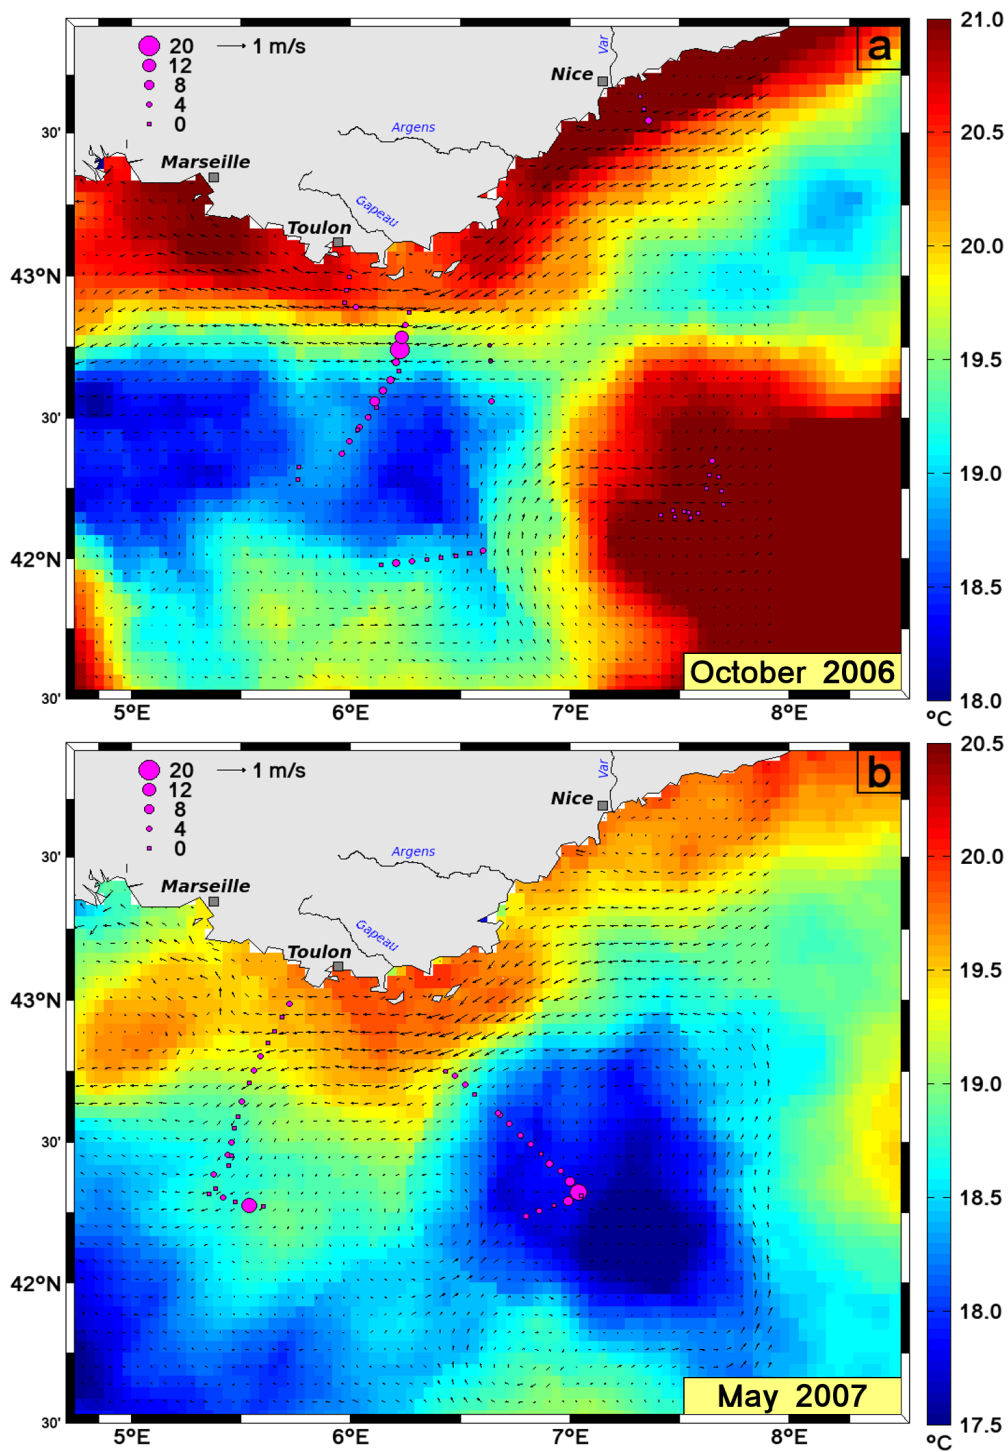 a
20 1 m/s
12
8
4
0
Var
Nice
Argens
Marseille
Gapeau
Toulon
30'
43°N
30'
42°N
30'
5°E 6°E 7°E 8°E
October 2006
21.0
20.5
20.0
19.5
19.0
18.5
18.0
°C
b
20 1 m/s
12
8
4
0
Var
Nice
Argens
Marseille
Gapeau
Toulon
30'
43°N
30'
42°N
30'
5°E 6°E 7°E 8°E
May 2007
20.5
20.0
19.5
19.0
18.5
18.0
17.5
°C